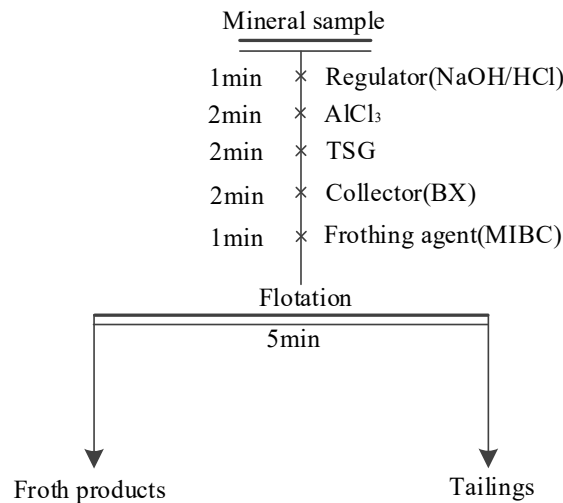 Mineral sample
1min Regulator(NaOH/HCl)
2min AlCl₃
2min TSG
2min Collector(BX)
1min Frothing agent(MIBC)
Flotation
5min
Froth products Tailings